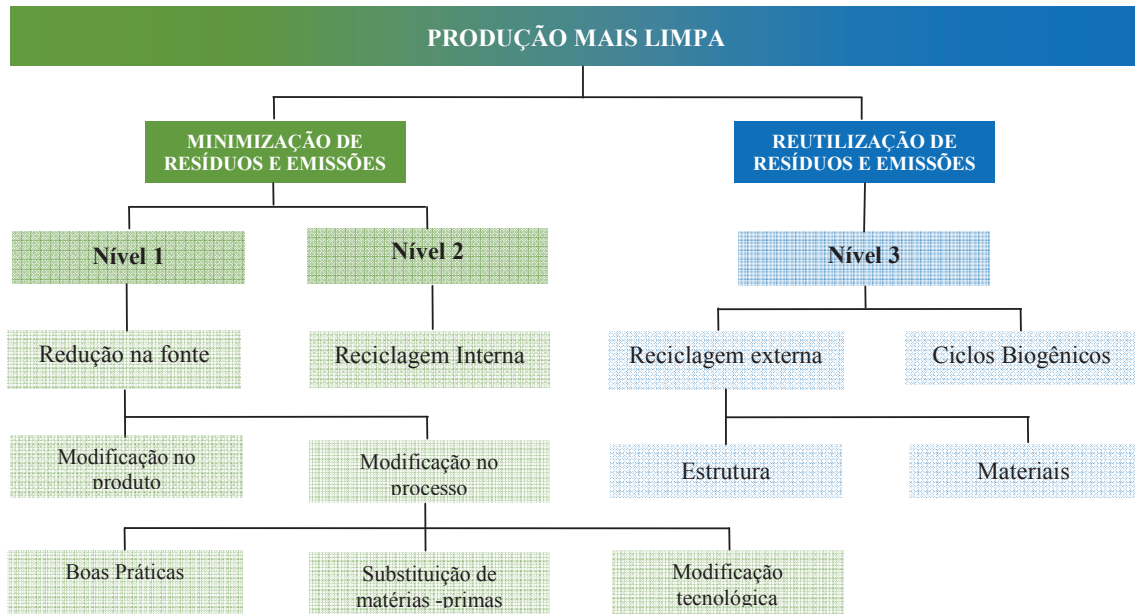 PRODUÇÃO MAIS LIMPA
MINIMIZAÇÃO DE
RESÍDUOS E EMISSÕES
REUTILIZAÇÃO DE
RESÍDUOS E EMISSÕES
Nível 1
Nível 2
Nível 3
Redução na fonte
Reciclagem Interna
Reciclagem externa
Ciclos Biogênicos
Modificação no
produto
Modificação no
processo
Estrutura
Materiais
Boas Práticas
Substituição de
matérias -primas
Modificação
tecnológica